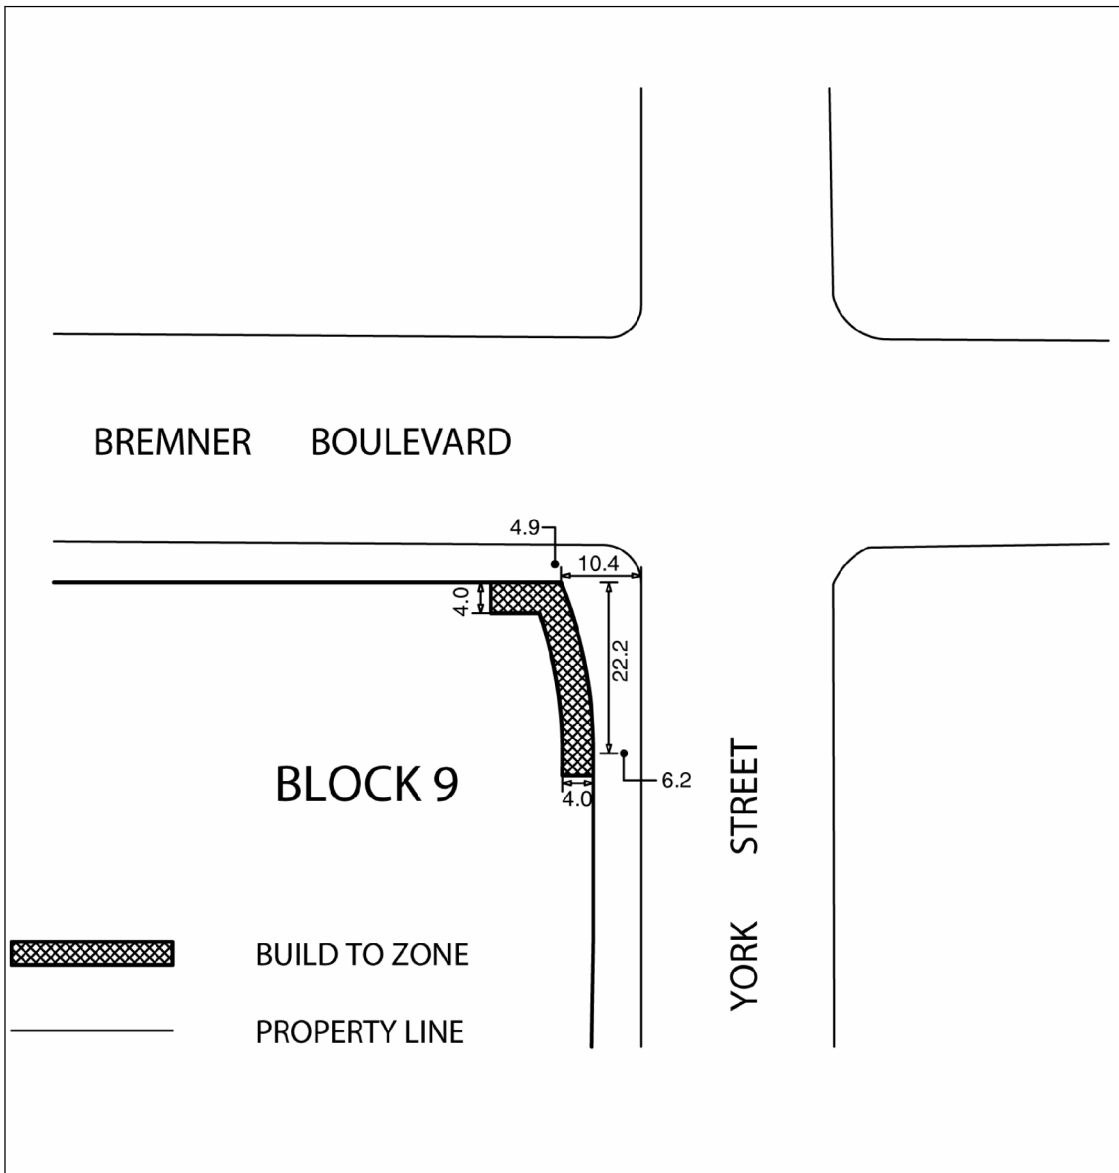 BREMNER BOULEVARD
4.9
10.4
4.0
22.2
6.2
4.0
BLOCK 9
YORK STREET
BUILD TO ZONE
PROPERTY LINE